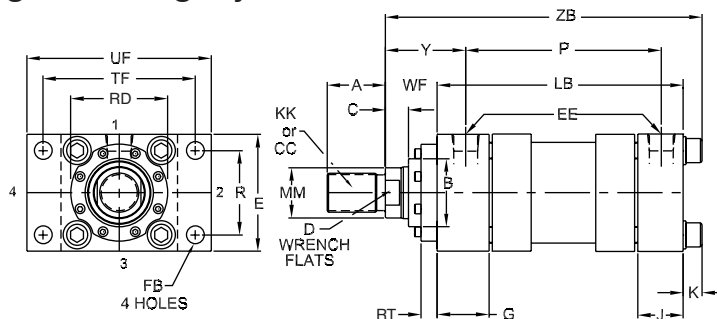 UF
TF
RD
1
4
2
R
E
3
FB
4 HOLES
ZB
Y
P
A
WF
LB
C
EE
KK
or
CC
MM
B
D
WRENCH
FLATS
RT
G
J
K